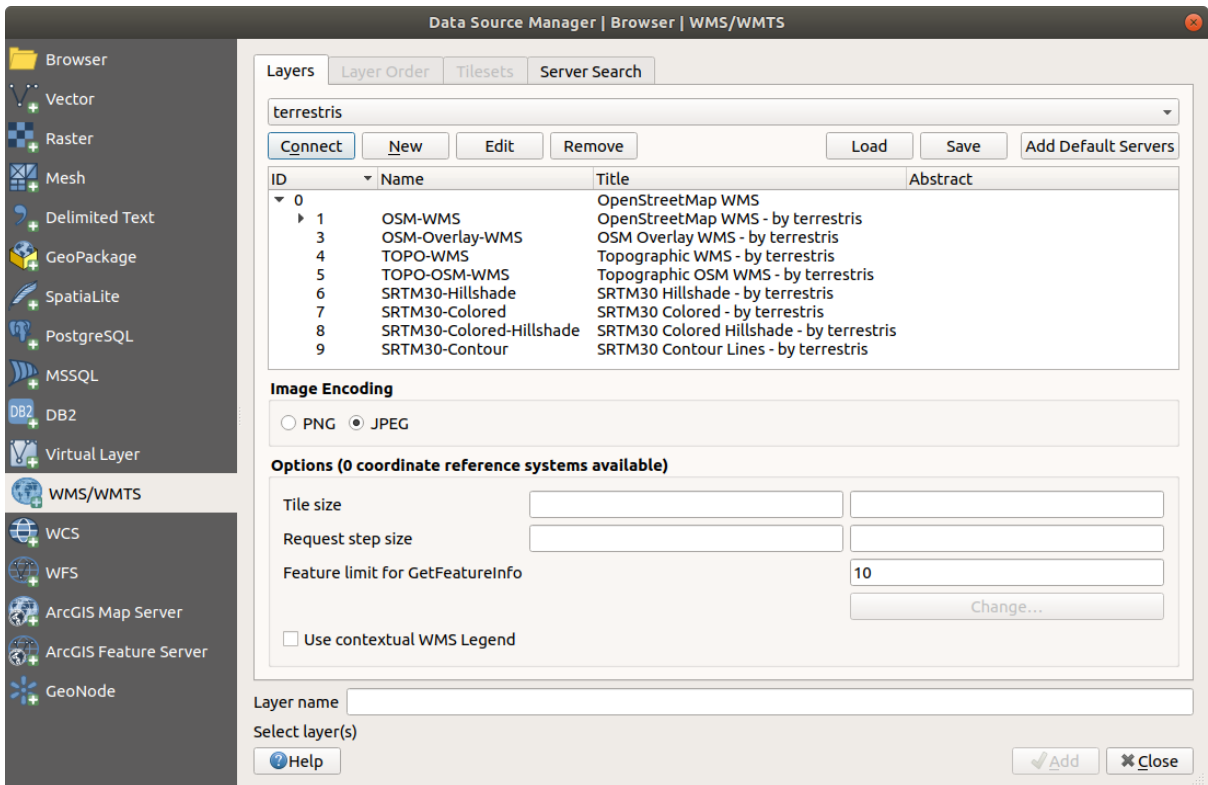 Data Source Manager | Browser | WMS/WMTS
Browser
Vector
Raster
Mesh
Delimited Text
GeoPackage
SpatiaLite
PostgreSQL
MSSQL
DB2 DB2
Virtual Layer
WMS/WMTS
WCS
WFS
ArcGIS Map Server
ArcGIS Feature Server
GeoNode
Layers Layer Order Tilesets Server Search
terrestris
Connect New Edit Remove Load Save Add Default Servers
ID Name Title Abstract
0 OpenStreetMap WMS
1 OSM-WMS OpenStreetMap WMS - by terrestris
3 OSM-Overlay-WMS OSM Overlay WMS - by terrestris
4 TOPO-WMS Topographic WMS - by terrestris
5 TOPO-OSM-WMS Topographic OSM WMS - by terrestris
6 SRTM30-Hillshade SRTM30 Hillshade - by terrestris
7 SRTM30-Colored SRTM30 Colored - by terrestris
8 SRTM30-Colored-Hillshade SRTM30 Colored Hillshade - by terrestris
9 SRTM30-Contour SRTM30 Contour Lines - by terrestris
Image Encoding
PNG JPEG
Options (0 coordinate reference systems available)
Tile size
Request step size
Feature limit for GetFeatureInfo 10
Change...
Use contextual WMS Legend
Layer name
Select layer(s)
Help Add Close